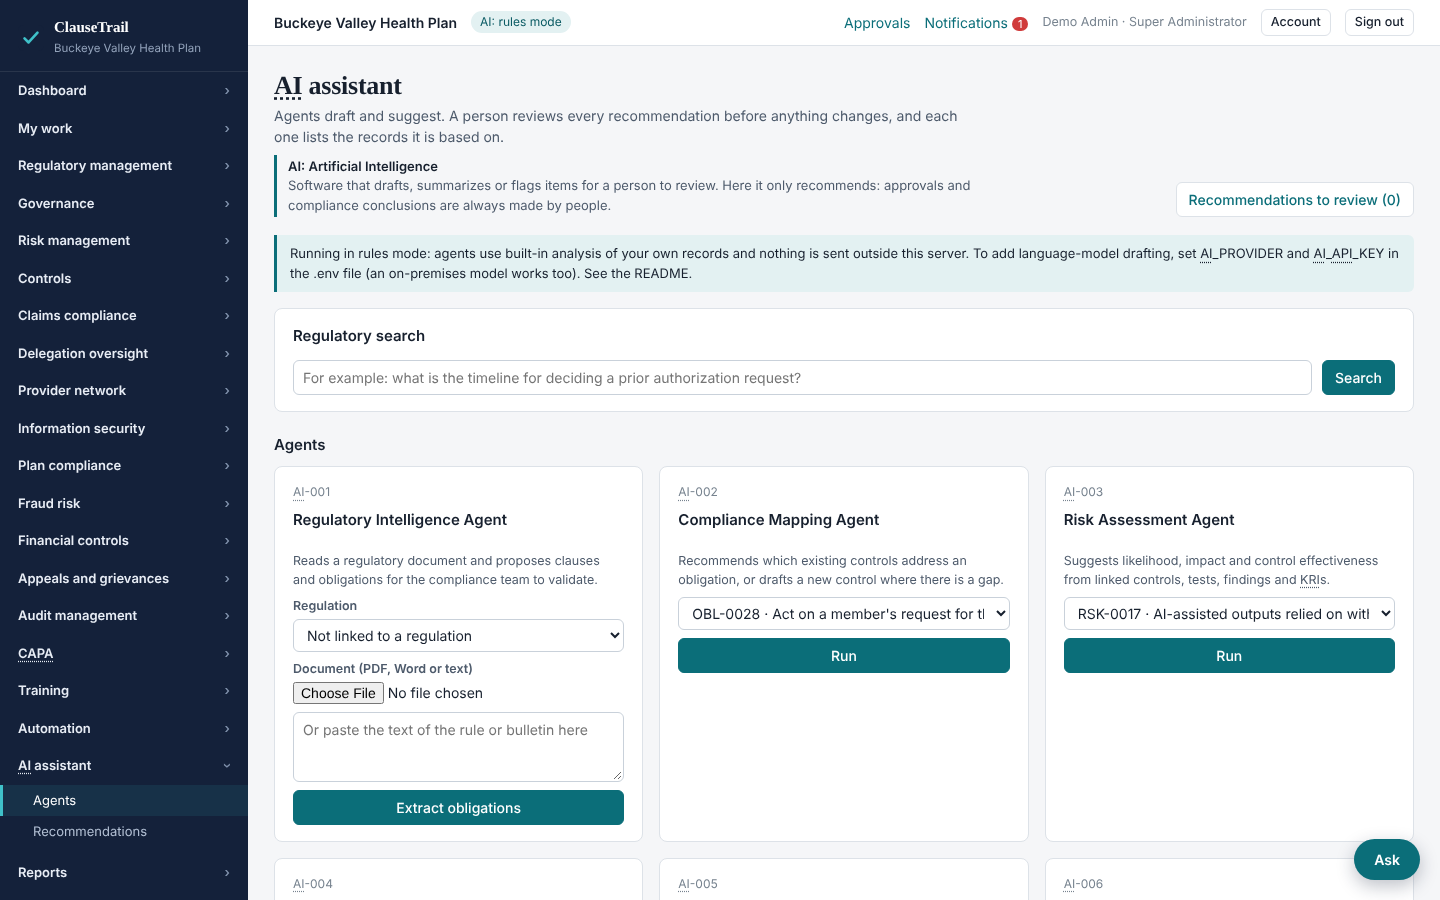 ClauseTrail
Buckeye Valley Health Plan
Dashboard
My work
Regulatory management
Governance
Risk management
Controls
Claims compliance
Delegation oversight
Provider network
Information security
Plan compliance
Fraud risk
Financial controls
Appeals and grievances
Audit management
CAPA
Training
Automation
AI assistant
Agents
Recommendations
Reports
Buckeye Valley Health Plan
AI: rules mode
Approvals
Notifications 1
Demo Admin · Super Administrator
Account
Sign out
AI assistant
Agents draft and suggest. A person reviews every recommendation before anything changes, and each
one lists the records it is based on.
AI: Artificial Intelligence
Software that drafts, summarizes or flags items for a person to review. Here it only recommends: approvals and
compliance conclusions are always made by people.
Recommendations to review (0)
Running in rules mode: agents use built-in analysis of your own records and nothing is sent outside this server. To add language-model drafting, set AI_PROVIDER and AI_API_KEY in
the .env file (an on-premises model works too). See the README.
Regulatory search
For example: what is the timeline for deciding a prior authorization request?
Search
Agents
AI-001
Regulatory Intelligence Agent
Reads a regulatory document and proposes clauses
and obligations for the compliance team to validate.
Regulation
Not linked to a regulation
Document (PDF, Word or text)
Choose File No file chosen
Or paste the text of the rule or bulletin here
Extract obligations
AI-002
Compliance Mapping Agent
Recommends which existing controls address an
obligation, or drafts a new control where there is a gap.
OBL-0028 · Act on a member's request for tl
Run
AI-003
Risk Assessment Agent
Suggests likelihood, impact and control effectiveness
from linked controls, tests, findings and KRIs.
RSK-0017 · AI-assisted outputs relied on with
Run
AI-004
AI-005
AI-006
Ask